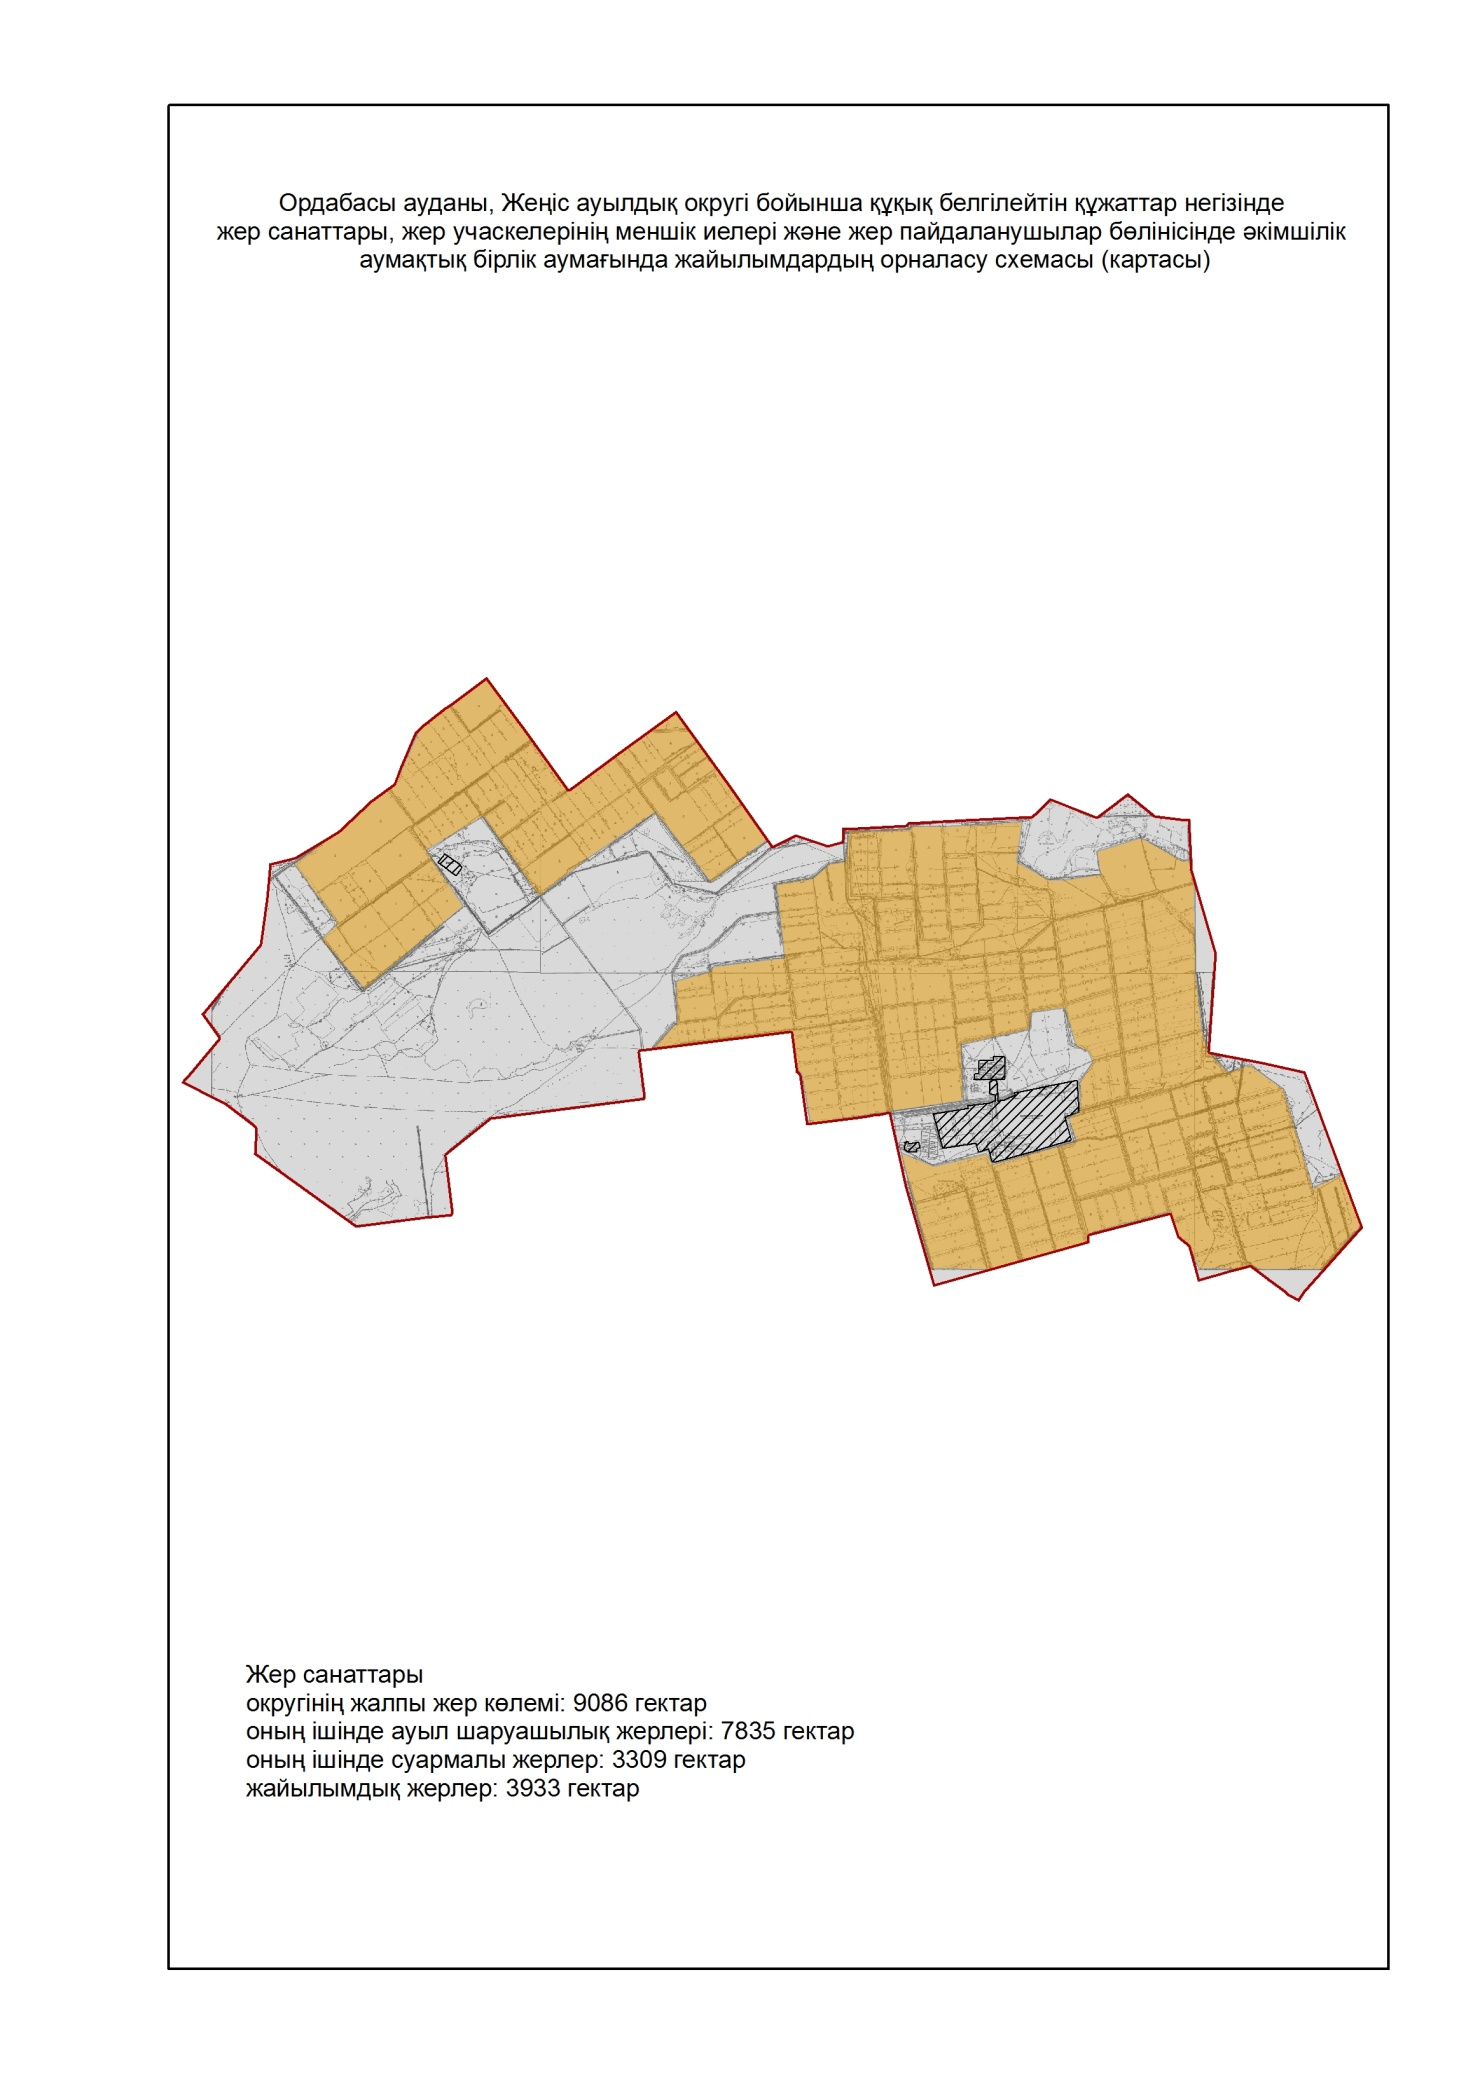 Ордабасы ауданы, Жеңіс ауылдық округі бойынша құқық белгілейтін құжаттар негізінде
жер санаттары, жер учаскелерінің меншік иелері және жер пайдаланушылар бөлінісінде әкімшілік
аумақтық бірлік аумағында жайылымдардың орналасу схемасы (картасы)
Жер санаттары
округінің жалпы жер көлемі: 9086 гектар
оның ішінде ауыл шаруашылық жерлері: 7835 гектар
оның ішінде суармалы жерлер: 3309 гектар
жайылымдық жерлер: 3933 гектар